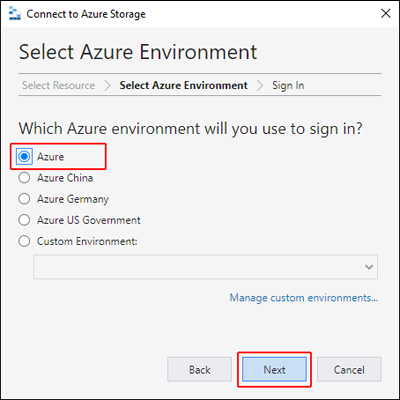 Connect to Azure Storage
Select Azure Environment
Select Resource Select Azure Environment Sign In
Which Azure environment will you use to sign in?
Azure
Azure China
Azure Germany
Azure US Government
Custom Environment:
Manage custom environments...
Back Next Cancel